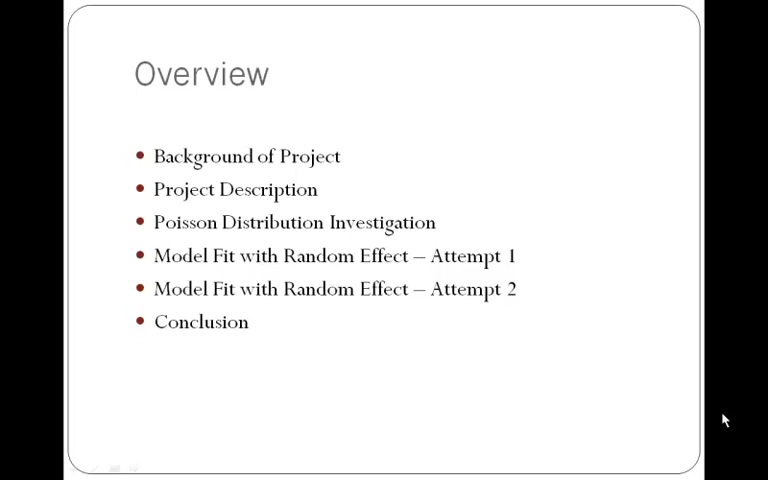 Overview
• Background of Project
• Project Description
• Poisson Distribution Investigation
• Model Fit with Random Effect – Attempt 1
• Model Fit with Random Effect – Attempt 2
• Conclusion